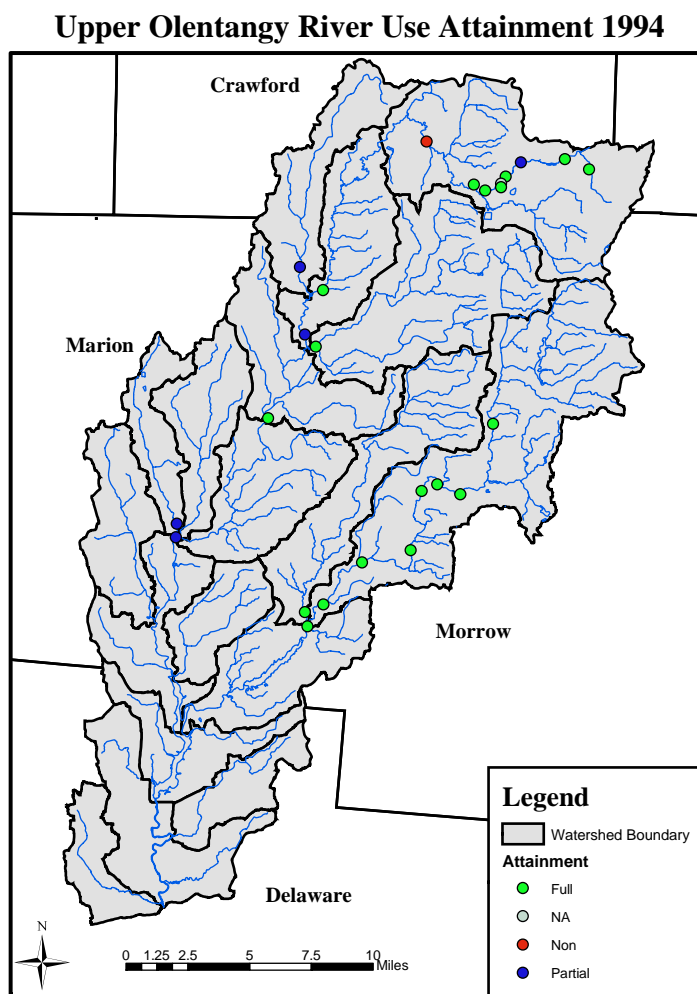 Upper Olentangy River Use Attainment 1994
Crawford
Marion
Morrow
Delaware
Legend
Watershed Boundary
Attainment
Full
NA
Non
Partial
N
0 1.25 2.5 5 7.5 10
Miles